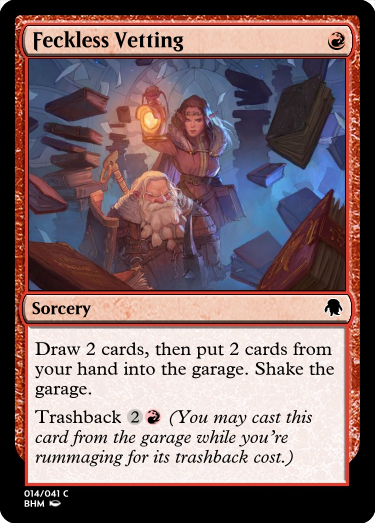 Feckless Vetting
Sorcery
Draw 2 cards, then put 2 cards from
your hand into the garage. Shake the
garage.
Trashback 2 (You may cast this
card from the garage while you're
rummaging for its trashback cost.)
014/041 C
BHM